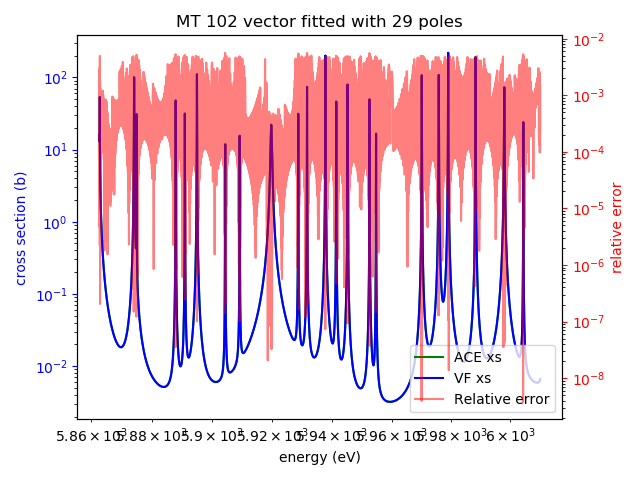 MT 102 vector fitted with 29 poles
cross section (b)
10²
10¹
10⁰
10⁻¹
10⁻²
10⁻²
10⁻³
10⁻⁴
10⁻⁵
10⁻⁶
10⁻⁷
10⁻⁸
relative error
ACE xs
VF xs
Relative error
5.86 × 10³ 5.88 × 10³ 5.9 × 10³ 5.92 × 10³ 5.94 × 10³ 5.96 × 10³ 5.98 × 10³ 6 × 10³
energy (eV)